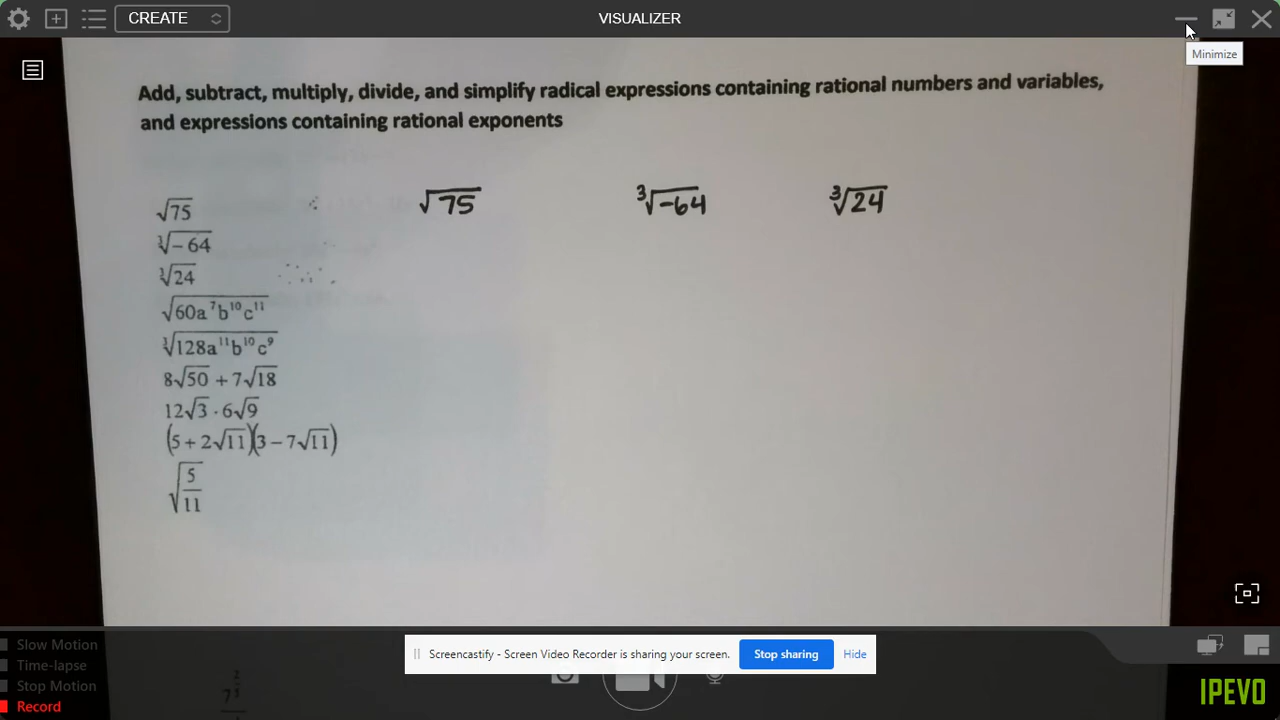 CREATE
VISUALIZER
Minimize
Add, subtract, multiply, divide, and simplify radical expressions containing rational numbers and variables,
and expressions containing rational exponents
√75
∛-64
∛24
√75
∛−64
∛24
√60a⁷b¹⁰c¹¹
∛128a¹¹b¹⁰c⁹
8√50 + 7√18
12√3 · 6√9
(5 + 2√11)(3 − 7√11)
√5/11
Slow Motion
Time-lapse
Stop Motion
Record
Screencastify - Screen Video Recorder is sharing your screen.
Stop sharing
Hide
IPEVO